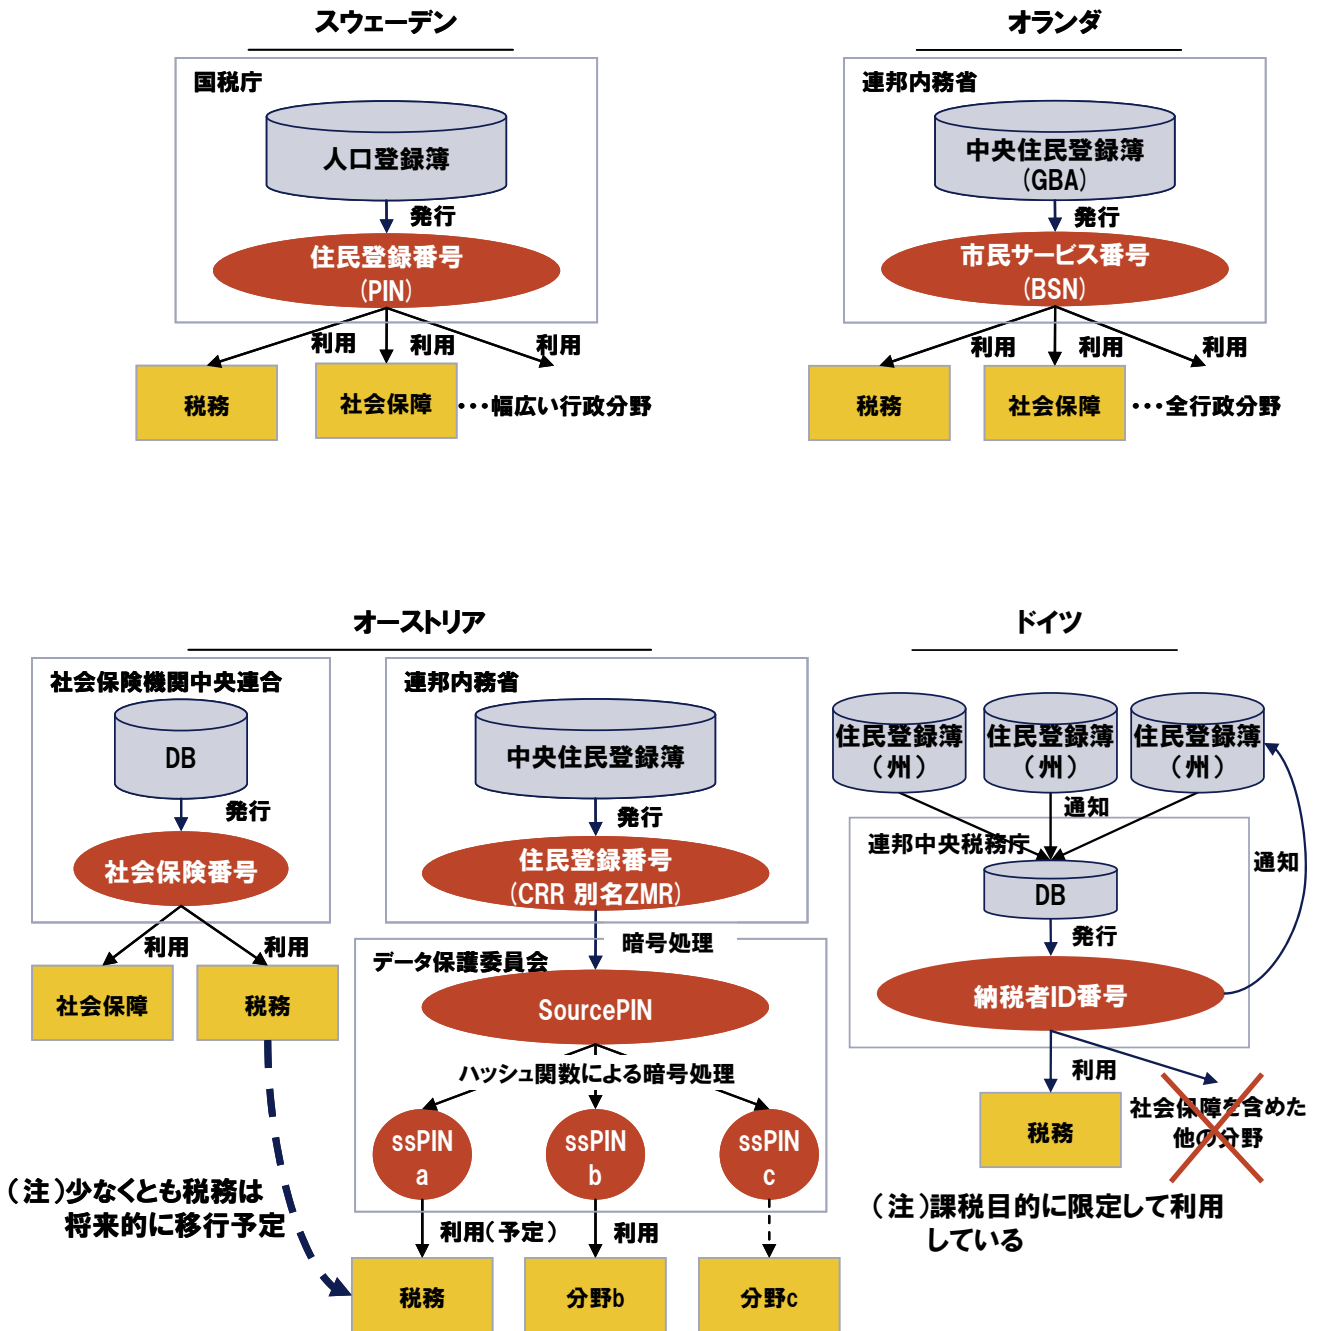 スウェーデン
国税庁
人口登録簿
発行
住民登録番号
(PIN)
利用
利用
利用
税務
社会保障
･･･幅広い行政分野
オランダ
連邦内務省
中央住民登録簿
(GBA)
発行
市民サービス番号
(BSN)
利用
利用
利用
税務
社会保障
･･･全行政分野
オーストリア
社会保険機関中央連合
DB
発行
社会保険番号
利用
利用
社会保障
税務
(注)少なくとも税務は
将来的に移行予定
連邦内務省
中央住民登録簿
発行
住民登録番号
(CRR 別名ZMR)
暗号処理
データ保護委員会
SourcePIN
ハッシュ関数による暗号処理
ssPIN
a
ssPIN
b
ssPIN
c
利用(予定)
利用
税務
分野b
分野c
ドイツ
住民登録簿
(州)
住民登録簿
(州)
住民登録簿
(州)
通知
連邦中央税務庁
DB
通知
発行
納税者ID番号
利用
税務
社会保障を含めた
他の分野
(注)課税目的に限定して利用
している